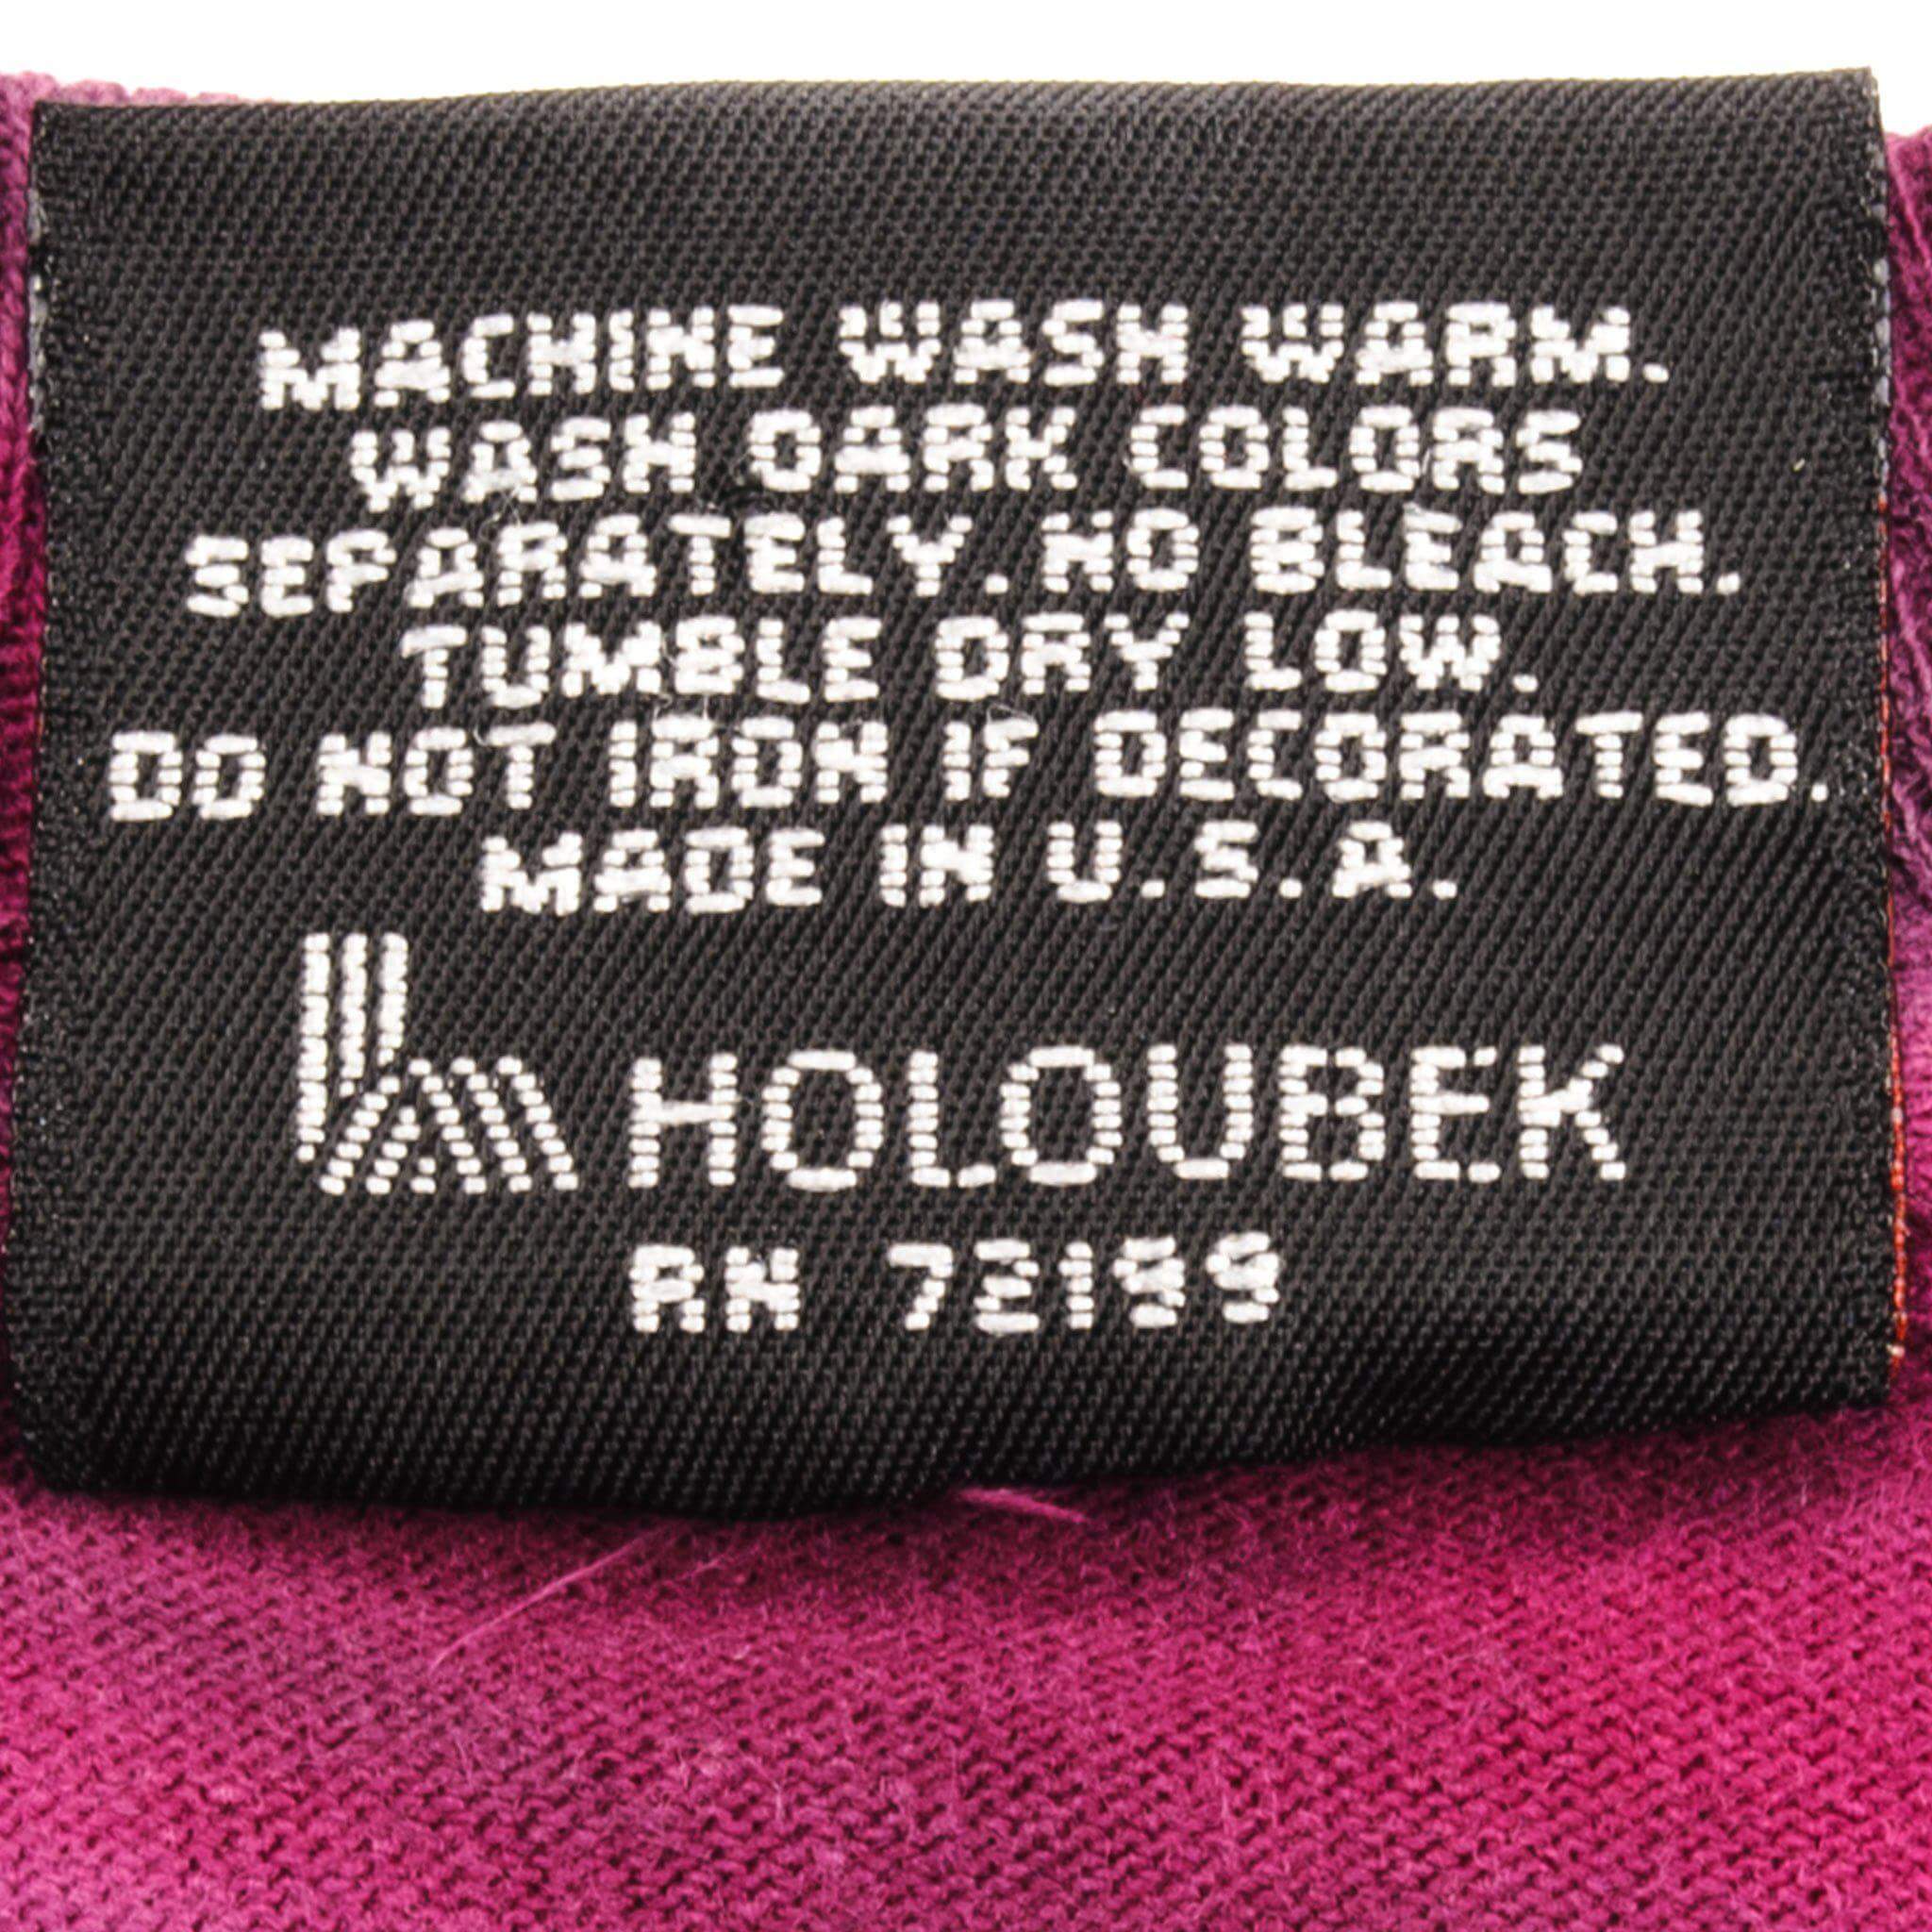 MACHINE WASH WARM.
WASH DARK COLORS
SEPARATELY. NO BLEACH.
TUMBLE DRY LOW.
DO NOT IRON IF DECORATED.
MADE IN U.S.A.
HOLOUBEK
RN 72199